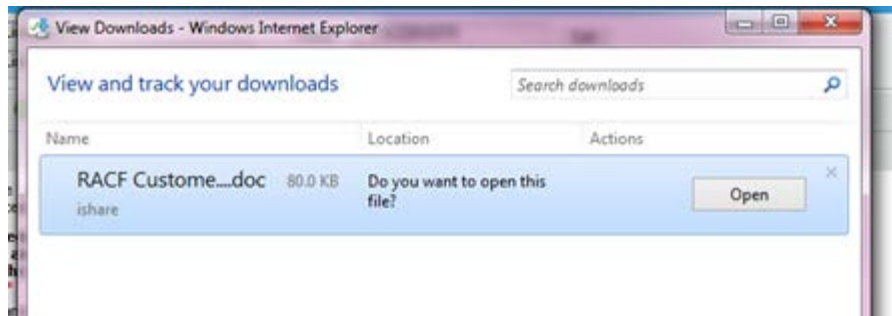 View Downloads - Windows Internet Explorer
View and track your downloads
Search downloads
Name Location Actions
RACF Custome....doc 80.0 KB Do you want to open this file?
ishare
Open